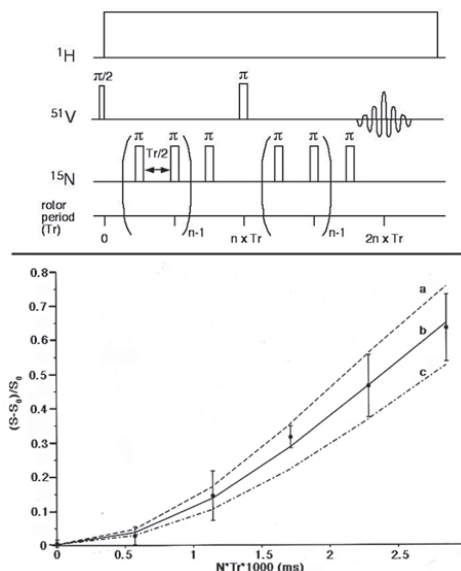 ¹H
π/2
π
⁵¹V
π
π
π
π
π
π
Tr/2
¹⁵N
rotor
period
(Tr)
n-1
n-1
0
n x Tr
2n x Tr
0.8
0.7
0.6
0.5
0.4
0.3
0.2
0.1
0
(S-S₀)/S₀
a
b
c
0
0.5
1
1.5
2
2.5
N*Tr*1000 (ms)